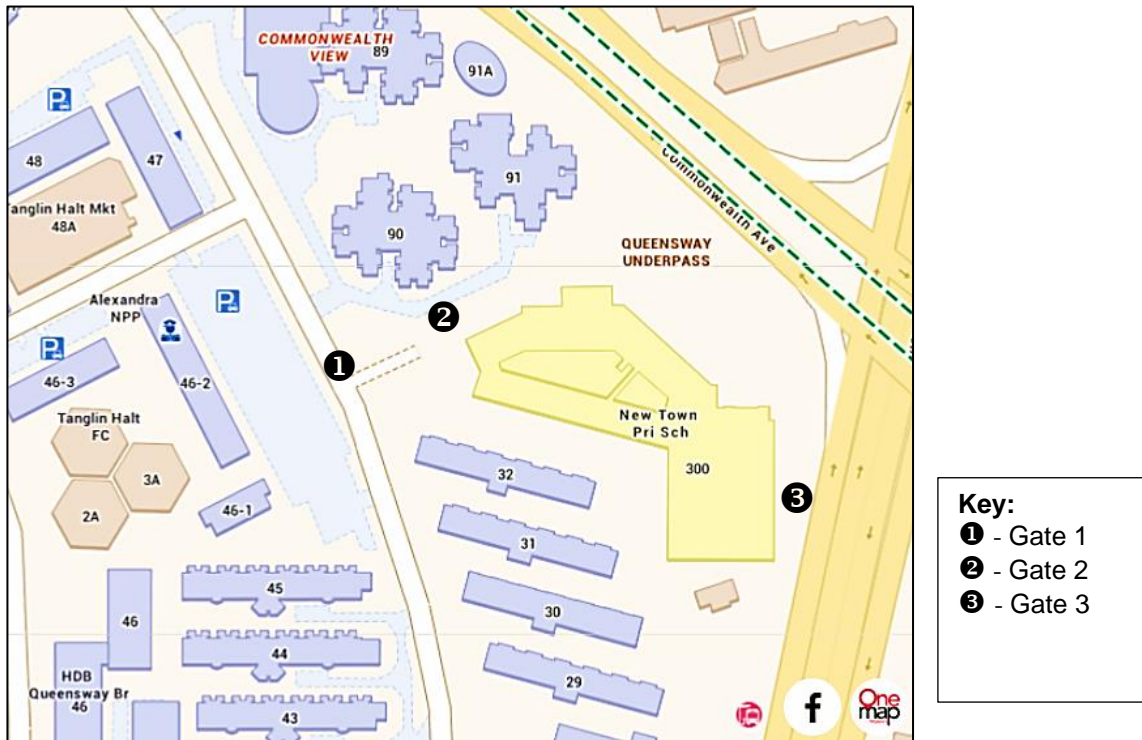 COMMONWEALTH
VIEW
89
91A
P
48
47
91
Tanglin Halt Mkt
48A
90
Commonwealth Ave
QUEENSWAY
UNDERPASS
Alexandra
NPP
P
❷
P
❶
46-3
46-2
Tanglin Halt
FC
New Town
Pri Sch
3A
32
300
❸
2A
46-1
31
45
30
46
44
29
HDB
Queensway Br
46
43
f
One
map
Key:
❶ - Gate 1
❷ - Gate 2
❸ - Gate 3